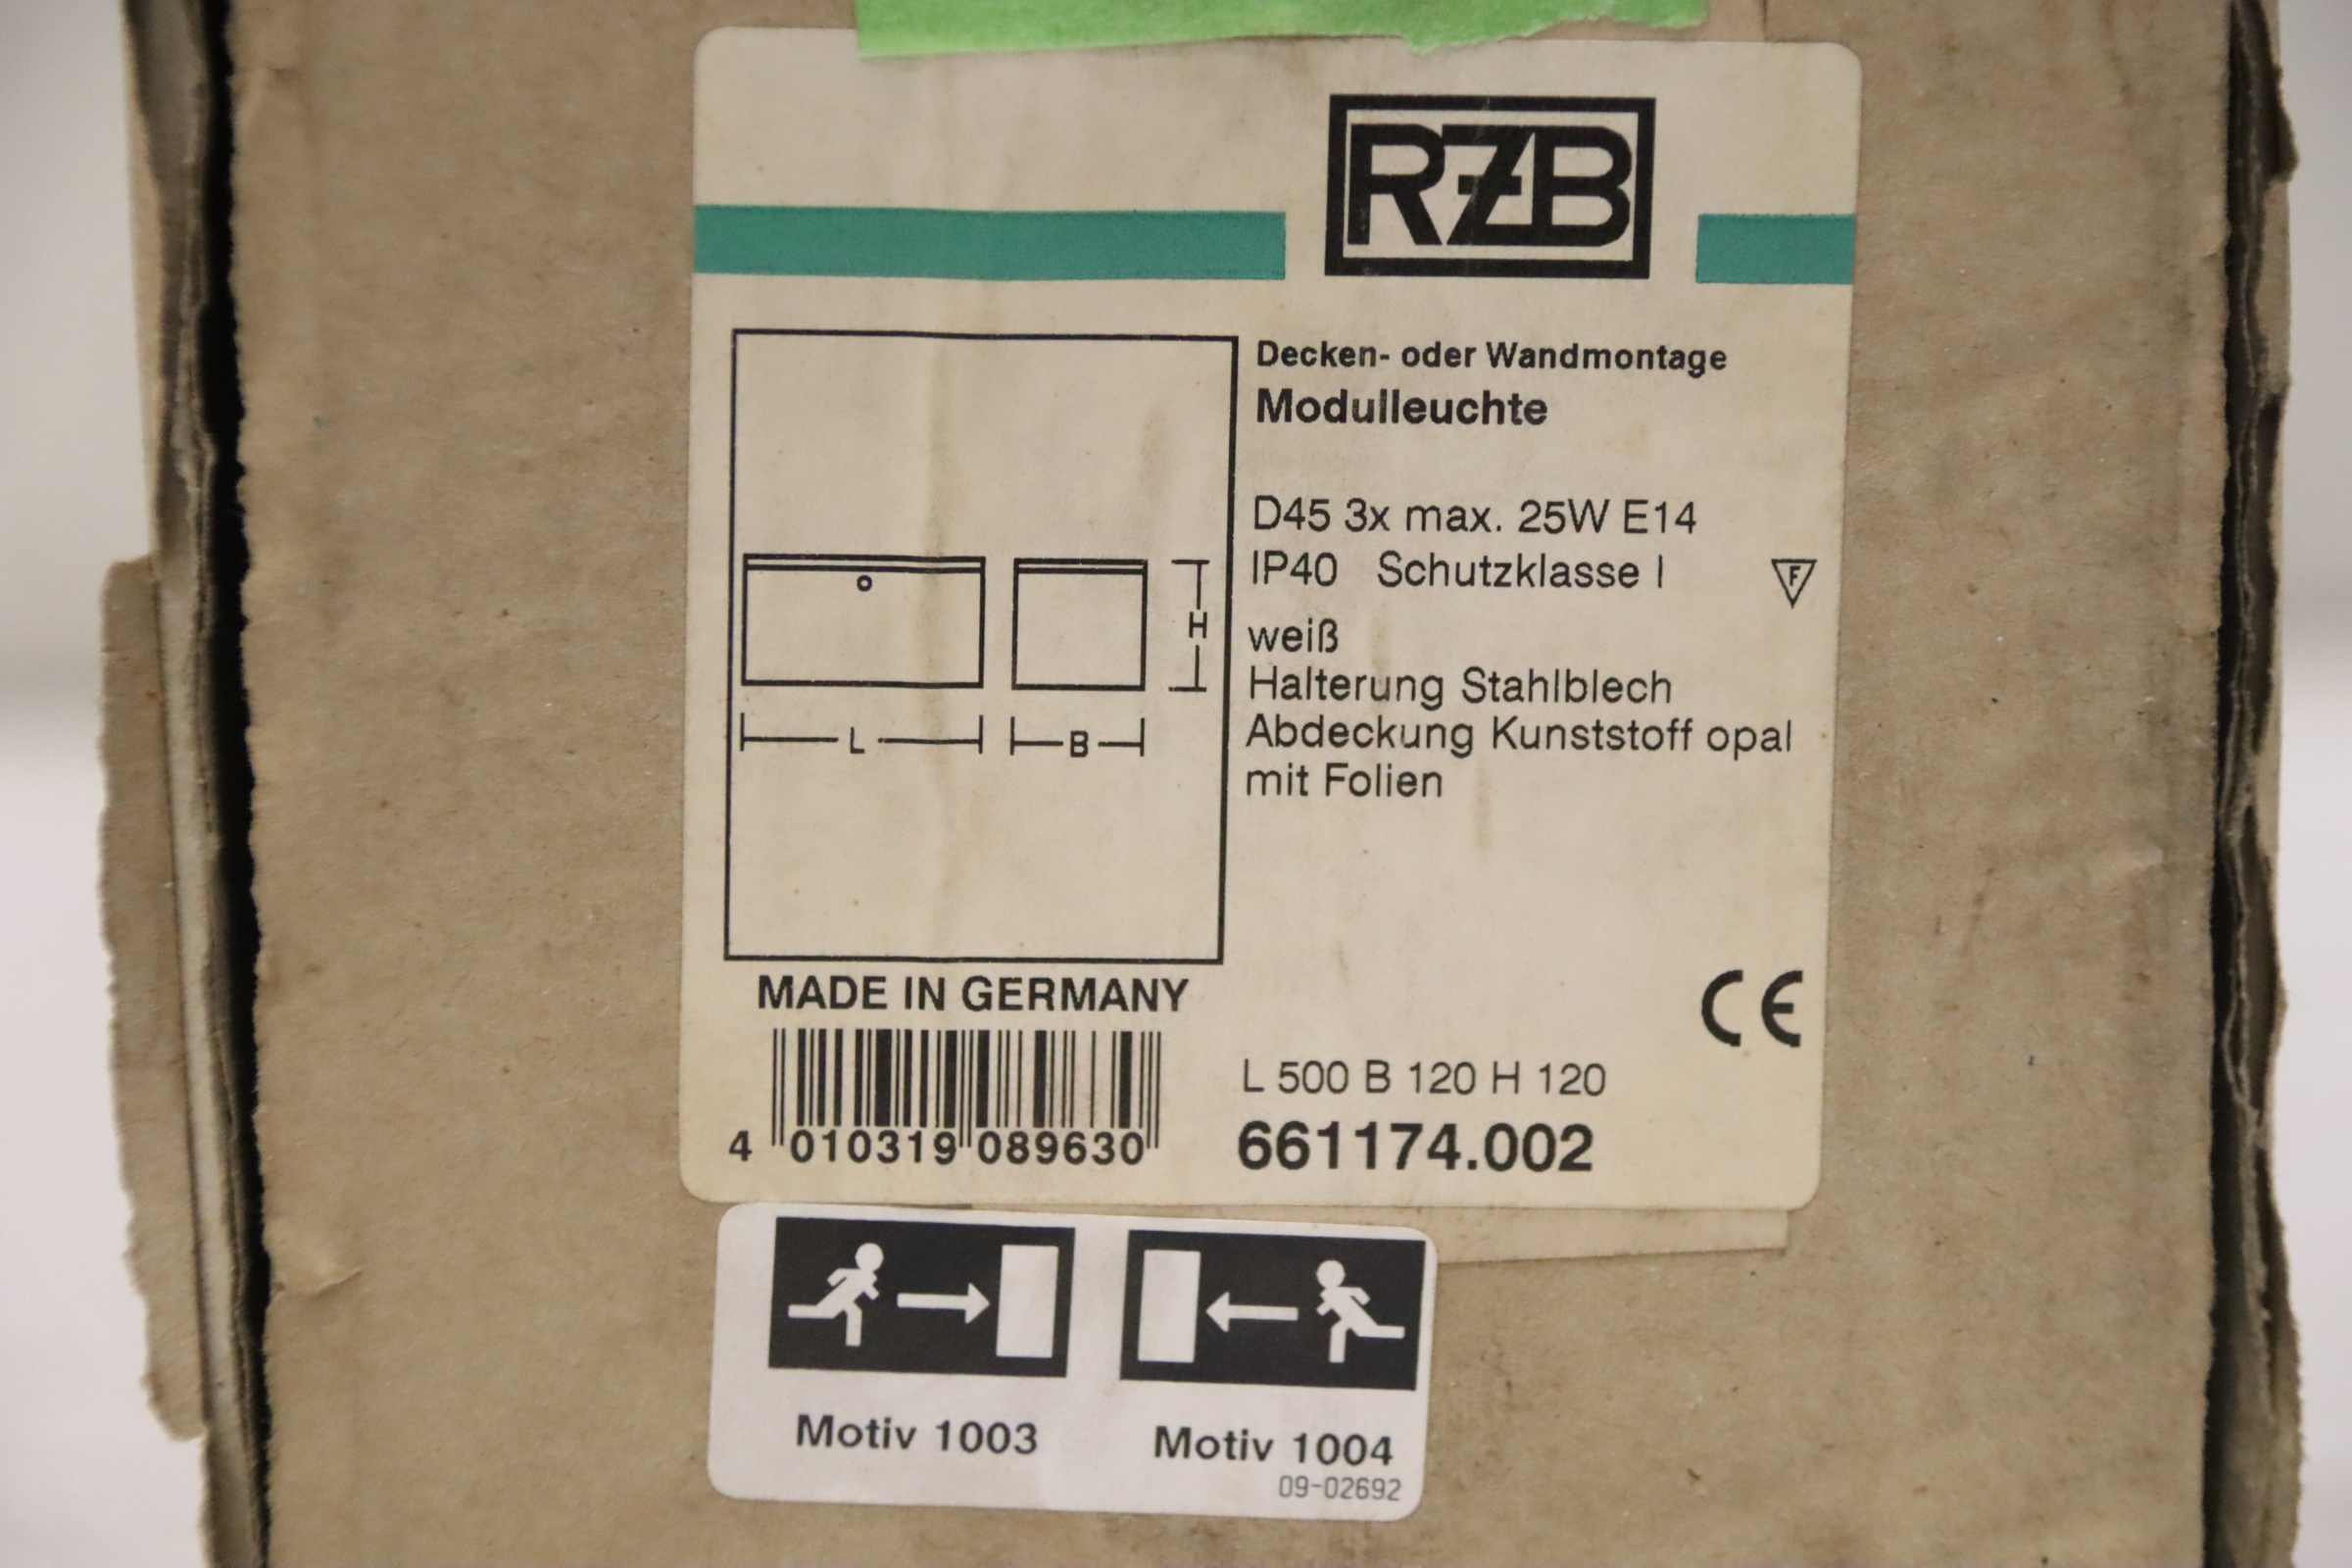 RZB
Decken- oder Wandmontage
Modulleuchte
D45 3x max. 25W E14
IP40 Schutzklasse I
F
weiß
Halterung Stahlblech
Abdeckung Kunststoff opal
mit Folien
H
L
B
MADE IN GERMANY
CE
4 010319 089630
L 500 B 120 H 120
661174.002
Motiv 1003
Motiv 1004
09-02692